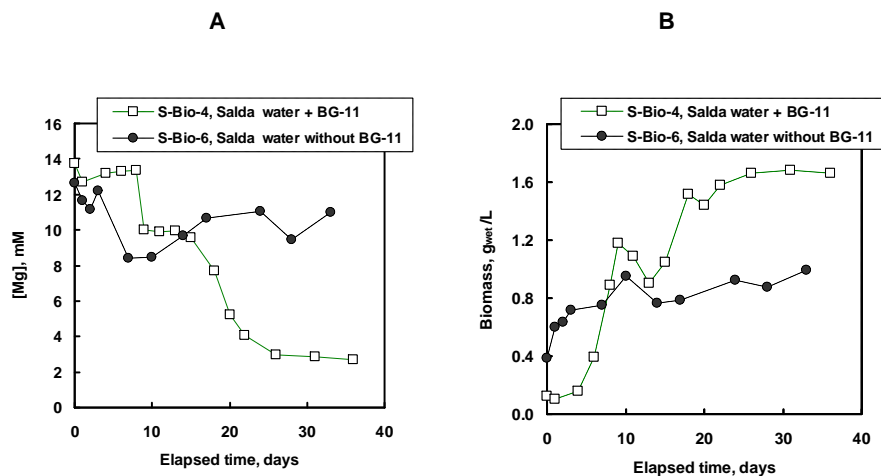 A
B
S-Bio-4, Salda water + BG-11
S-Bio-6, Salda water without BG-11
[Mg], mM
16
14
12
10
8
6
4
2
0
0 10 20 30 40
Elapsed time, days
S-Bio-4, Salda water + BG-11
S-Bio-6, Salda water without BG-11
Biomass, gwet/L
2.0
1.6
1.2
0.8
0.4
0.0
0 10 20 30 40
Elapsed time, days